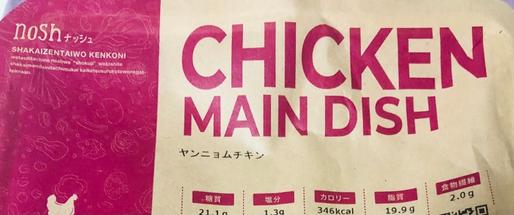 nosh ナッシュ
SHAKAIZENTAIWO KENKONI
CHICKEN
MAIN DISH
ヤンニョムチキン
糖質
塩分
カロリー
脂質
食物繊維
21.1g
1.3g
346kcal
19.9g
2.0g